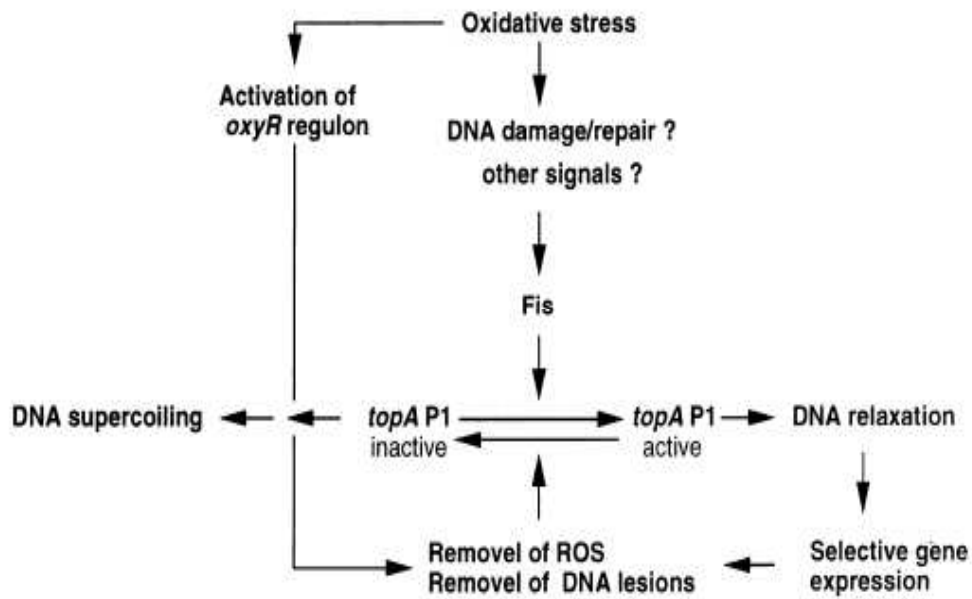 Oxidative stress
Activation of
oxyR regulon
DNA damage/repair ?
other signals ?
Fis
DNA supercoiling
topA P1
inactive
topA P1
active
DNA relaxation
Removel of ROS
Removel of DNA lesions
Selective gene
expression